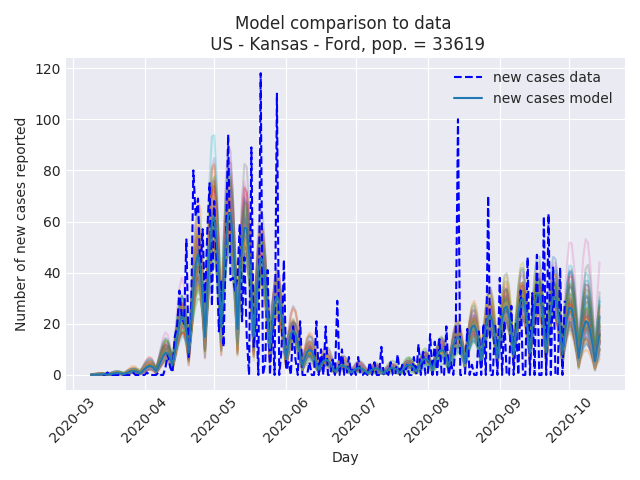 Model comparison to data
US - Kansas - Ford, pop. = 33619
new cases data
new cases model
Number of new cases reported
120
100
80
60
40
20
0
2020-03
2020-04
2020-05
2020-06
2020-07
2020-08
2020-09
2020-10
Day